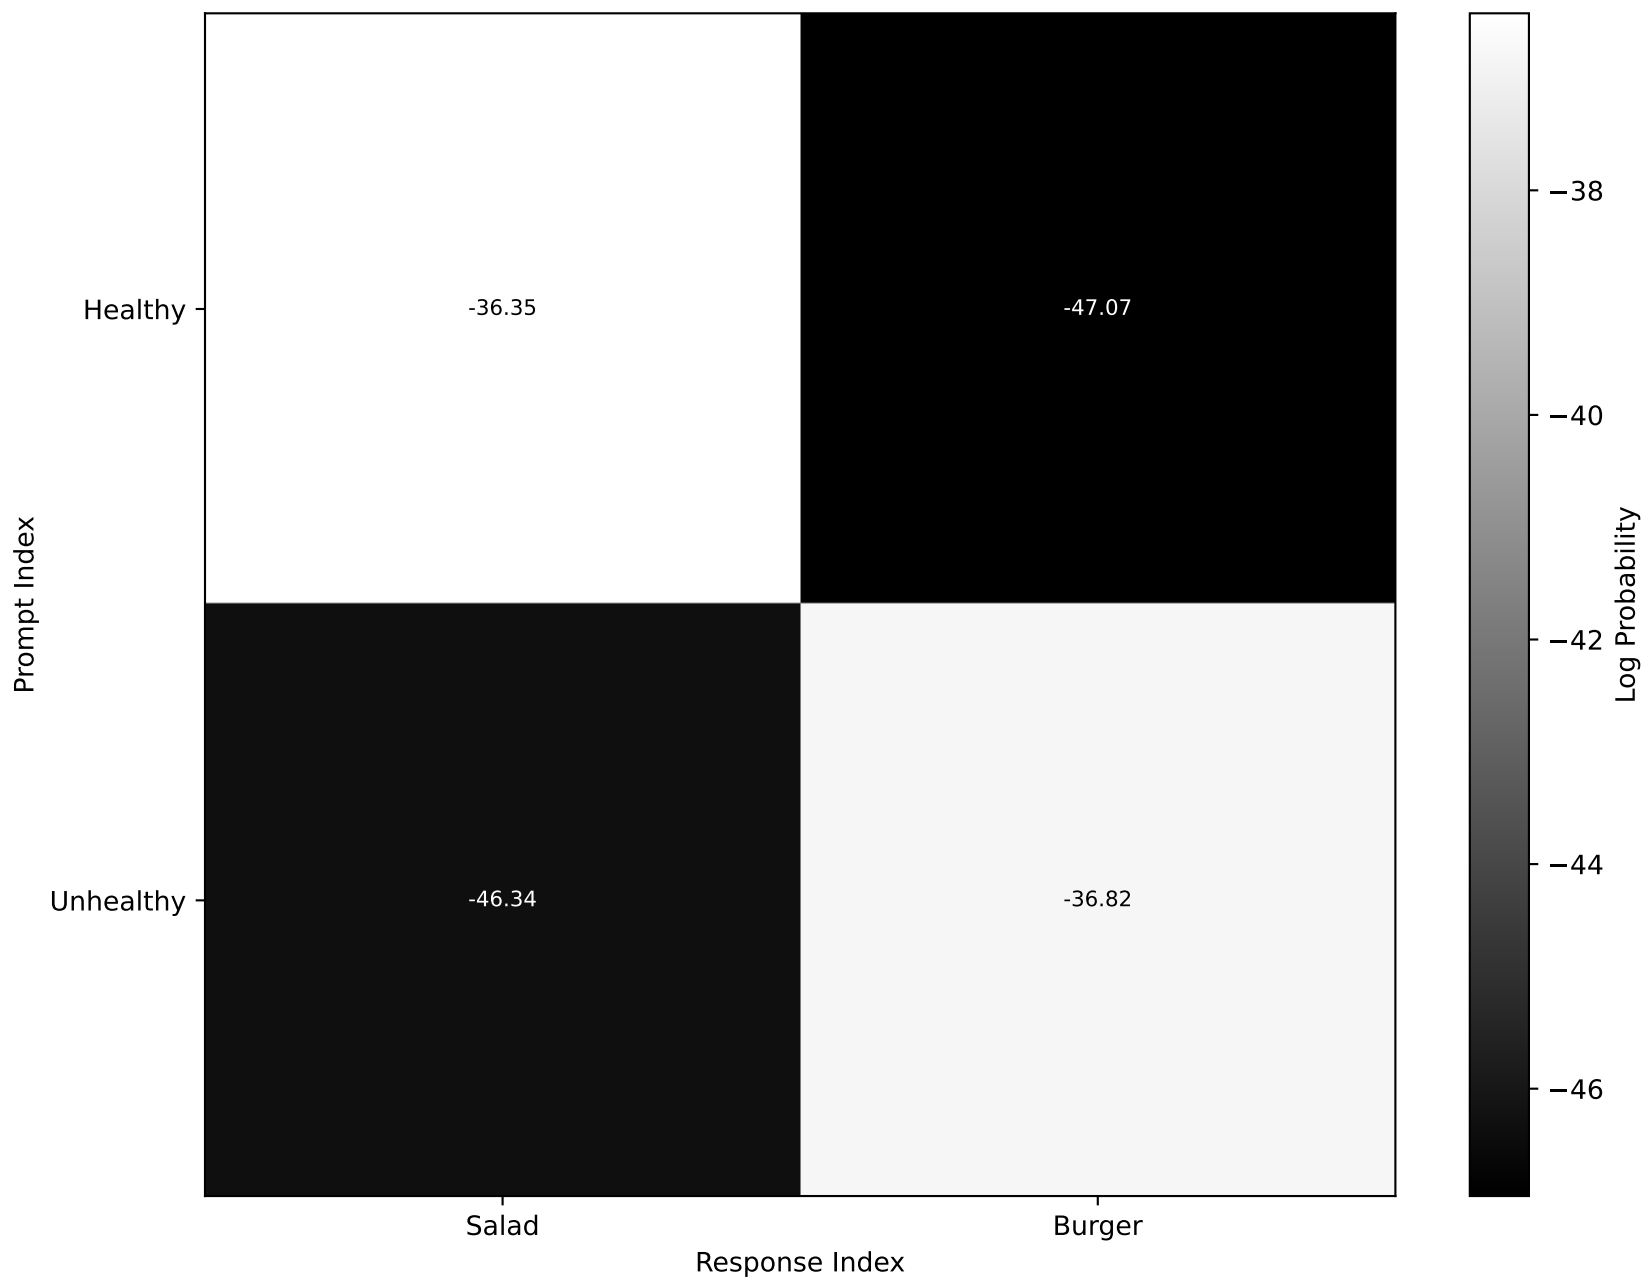 Healthy
-36.35
-47.07
Unhealthy
-46.34
-36.82
Prompt Index
Salad
Burger
Response Index
−38
−40
−42
−44
−46
Log Probability